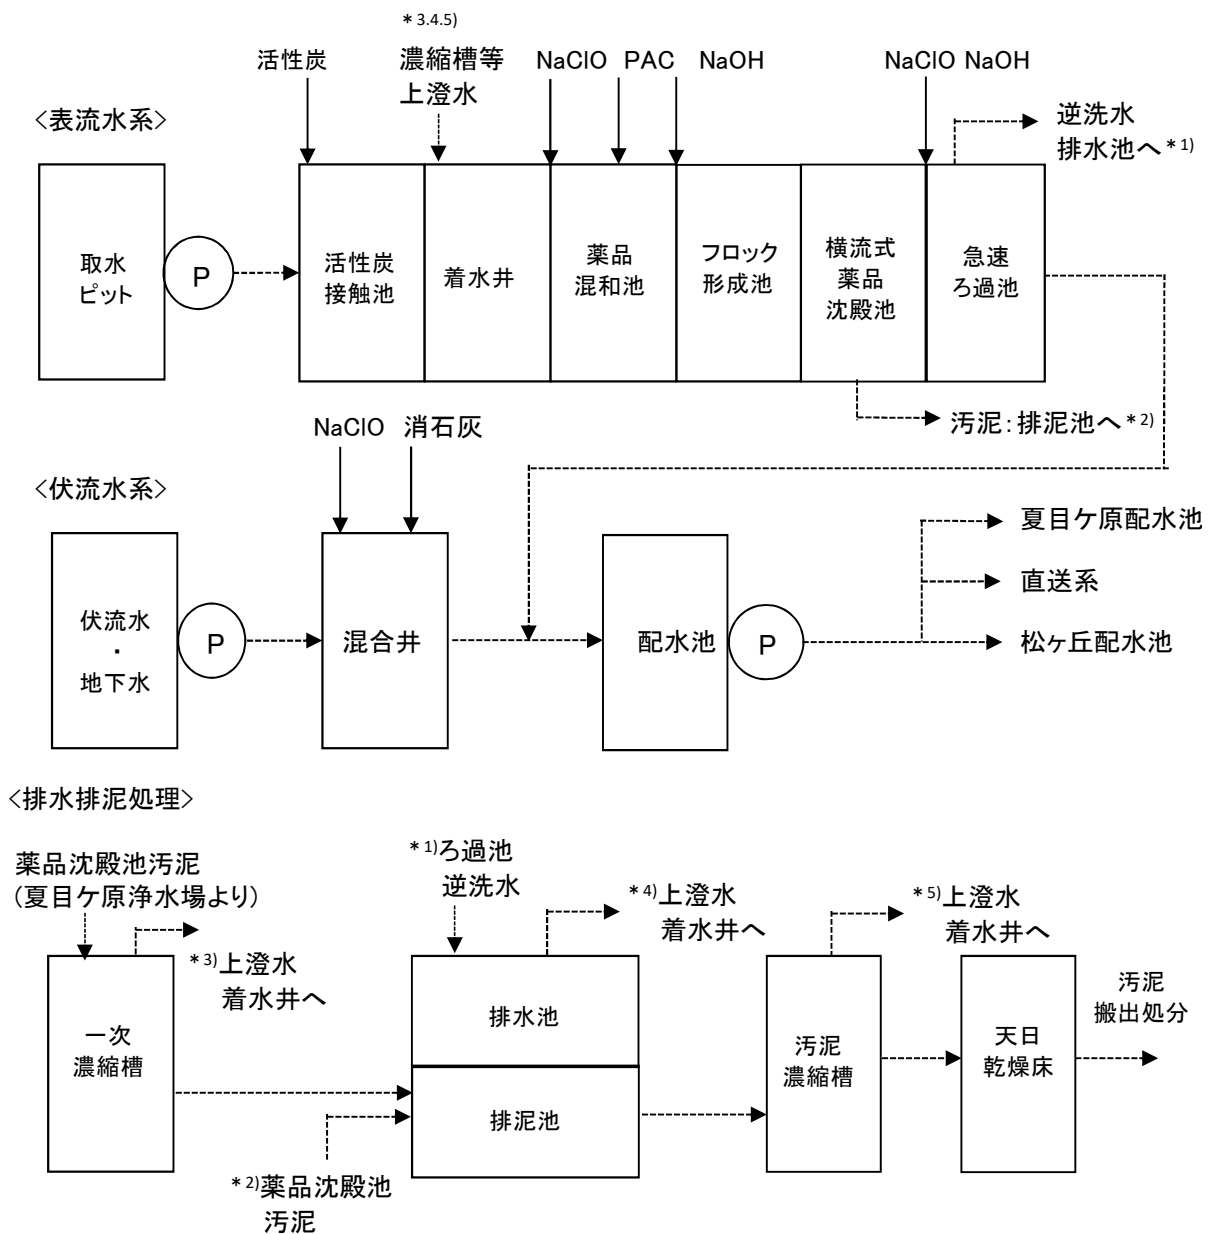 *3.4.5)
活性炭
濃縮槽等
上澄水
NaClO PAC NaOH
NaClO NaOH
<表流水系>
逆洗水
排水池へ*1)
取水
ピット
P
活性炭
接触池
着水井
薬品
混和池
フロック
形成池
横流式
薬品
沈殿池
急速
ろ過池
汚泥:排泥池へ*2)
NaClO 消石灰
<伏流水系>
伏流水
・
地下水
P
混合井
配水池
P
夏目ケ原配水池
直送系
松ヶ丘配水池
<排水排泥処理>
薬品沈殿池汚泥
(夏目ケ原浄水場より)
*3)上澄水
着水井へ
一次
濃縮槽
*1)ろ過池
逆洗水
*4)上澄水
着水井へ
排水池
排泥池
*2)薬品沈殿池
汚泥
*5)上澄水
着水井へ
汚泥
濃縮槽
天日
乾燥床
汚泥
搬出処分